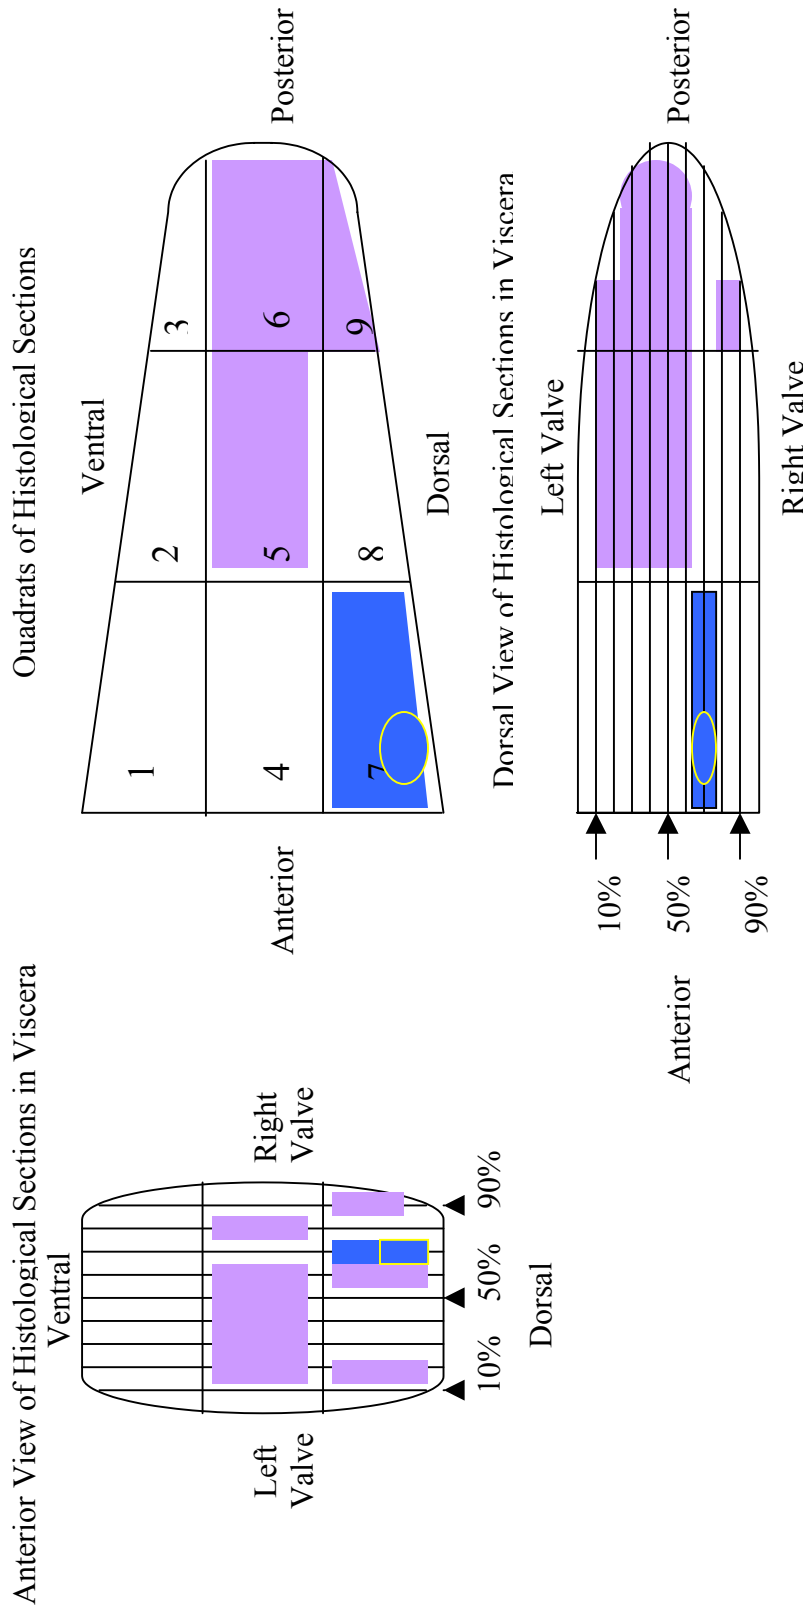 Anterior View of Histological Sections in Viscera
Ventral
Left
Valve
Right
Valve
10%
50%
90%
Dorsal
Quadrats of Histological Sections
Ventral
Anterior
Posterior
1
2
3
4
5
6
7
8
9
Dorsal
Dorsal View of Histological Sections in Viscera
Left Valve
10%
50%
90%
Anterior
Posterior
Right Valve